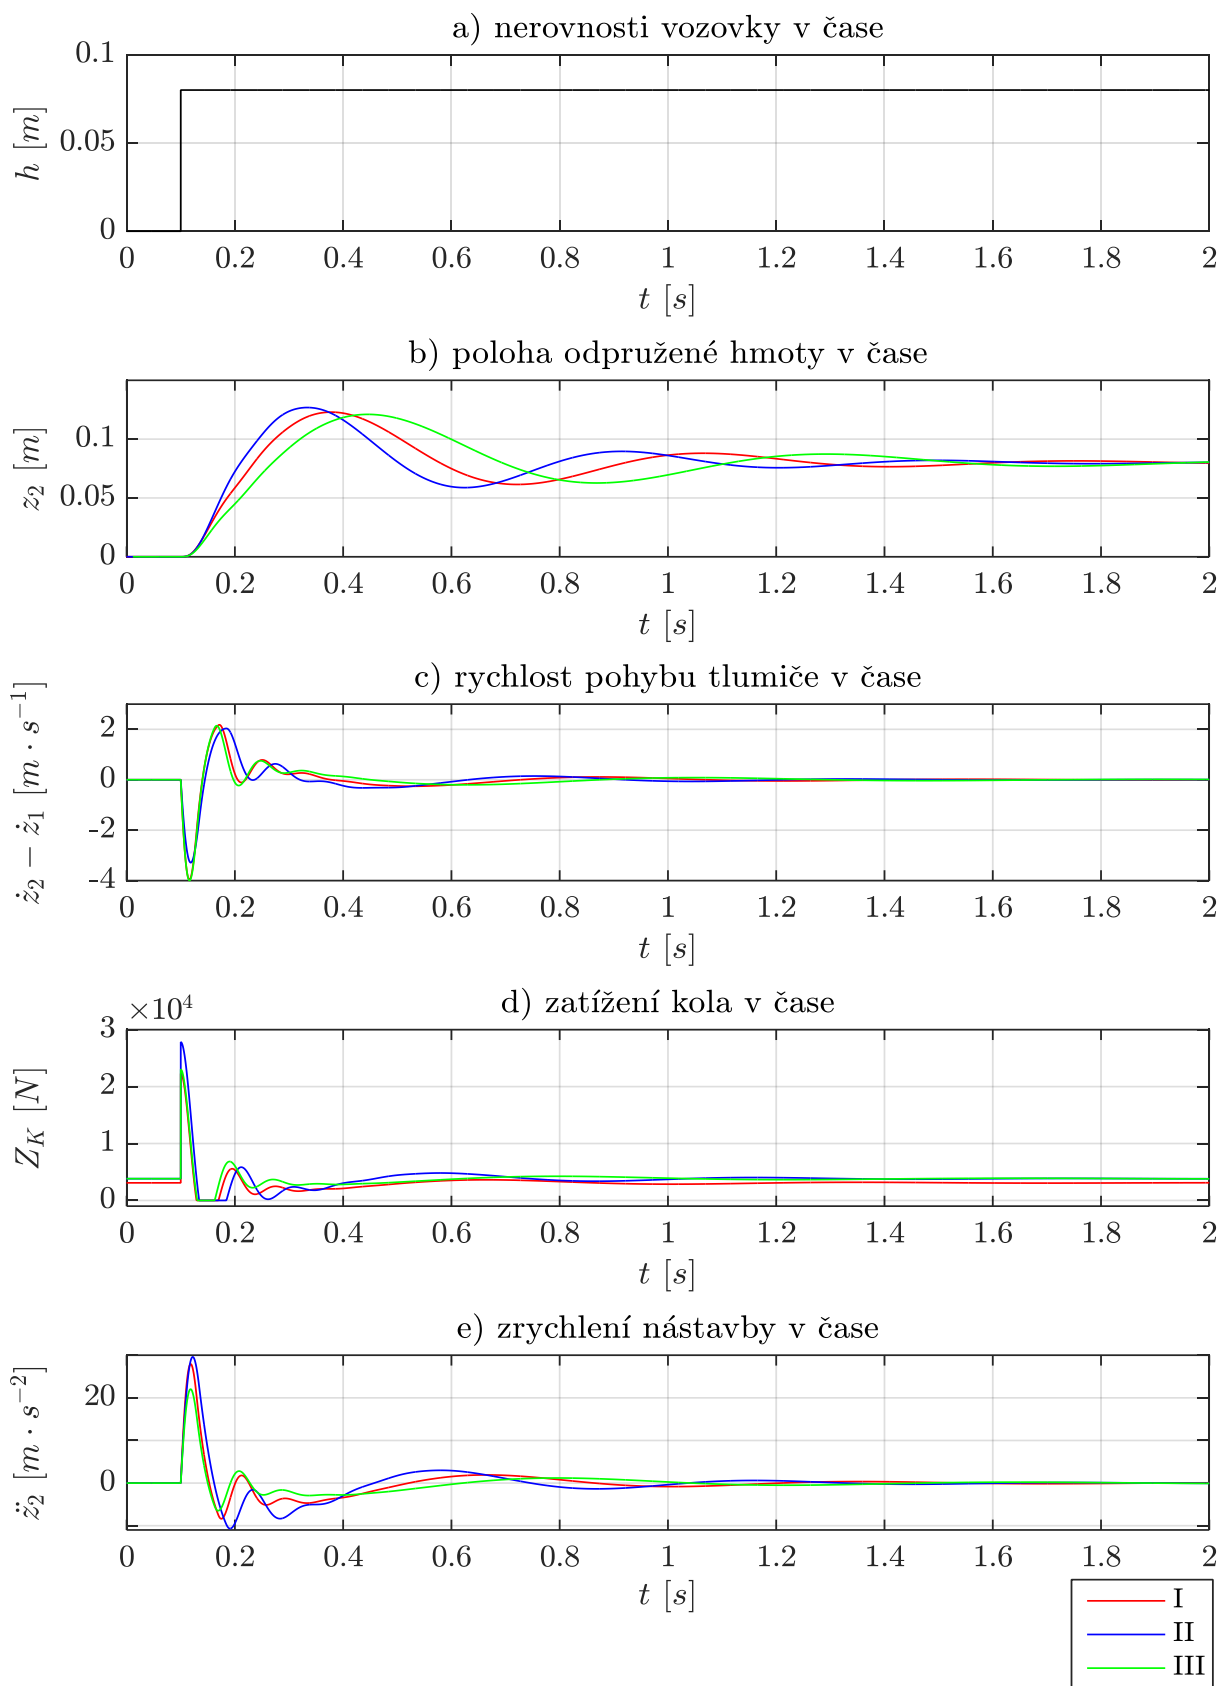 a) nerovnosti vozovky v čase
0.1
0.05
0
h [m]
0 0.2 0.4 0.6 0.8 1 1.2 1.4 1.6 1.8 2
t [s]
b) poloha odpružené hmoty v čase
0.1
0.05
0
z₂ [m]
0 0.2 0.4 0.6 0.8 1 1.2 1.4 1.6 1.8 2
t [s]
c) rychlost pohybu tlumiče v čase
2
0
-2
-4
ż₂ − ż₁ [m · s⁻¹]
0 0.2 0.4 0.6 0.8 1 1.2 1.4 1.6 1.8 2
t [s]
d) zatížení kola v čase
×10⁴
3
2
1
0
Z_K [N]
0 0.2 0.4 0.6 0.8 1 1.2 1.4 1.6 1.8 2
t [s]
e) zrychlení nástavby v čase
20
0
z̈₂ [m · s⁻²]
0 0.2 0.4 0.6 0.8 1 1.2 1.4 1.6 1.8 2
t [s]
I
II
III